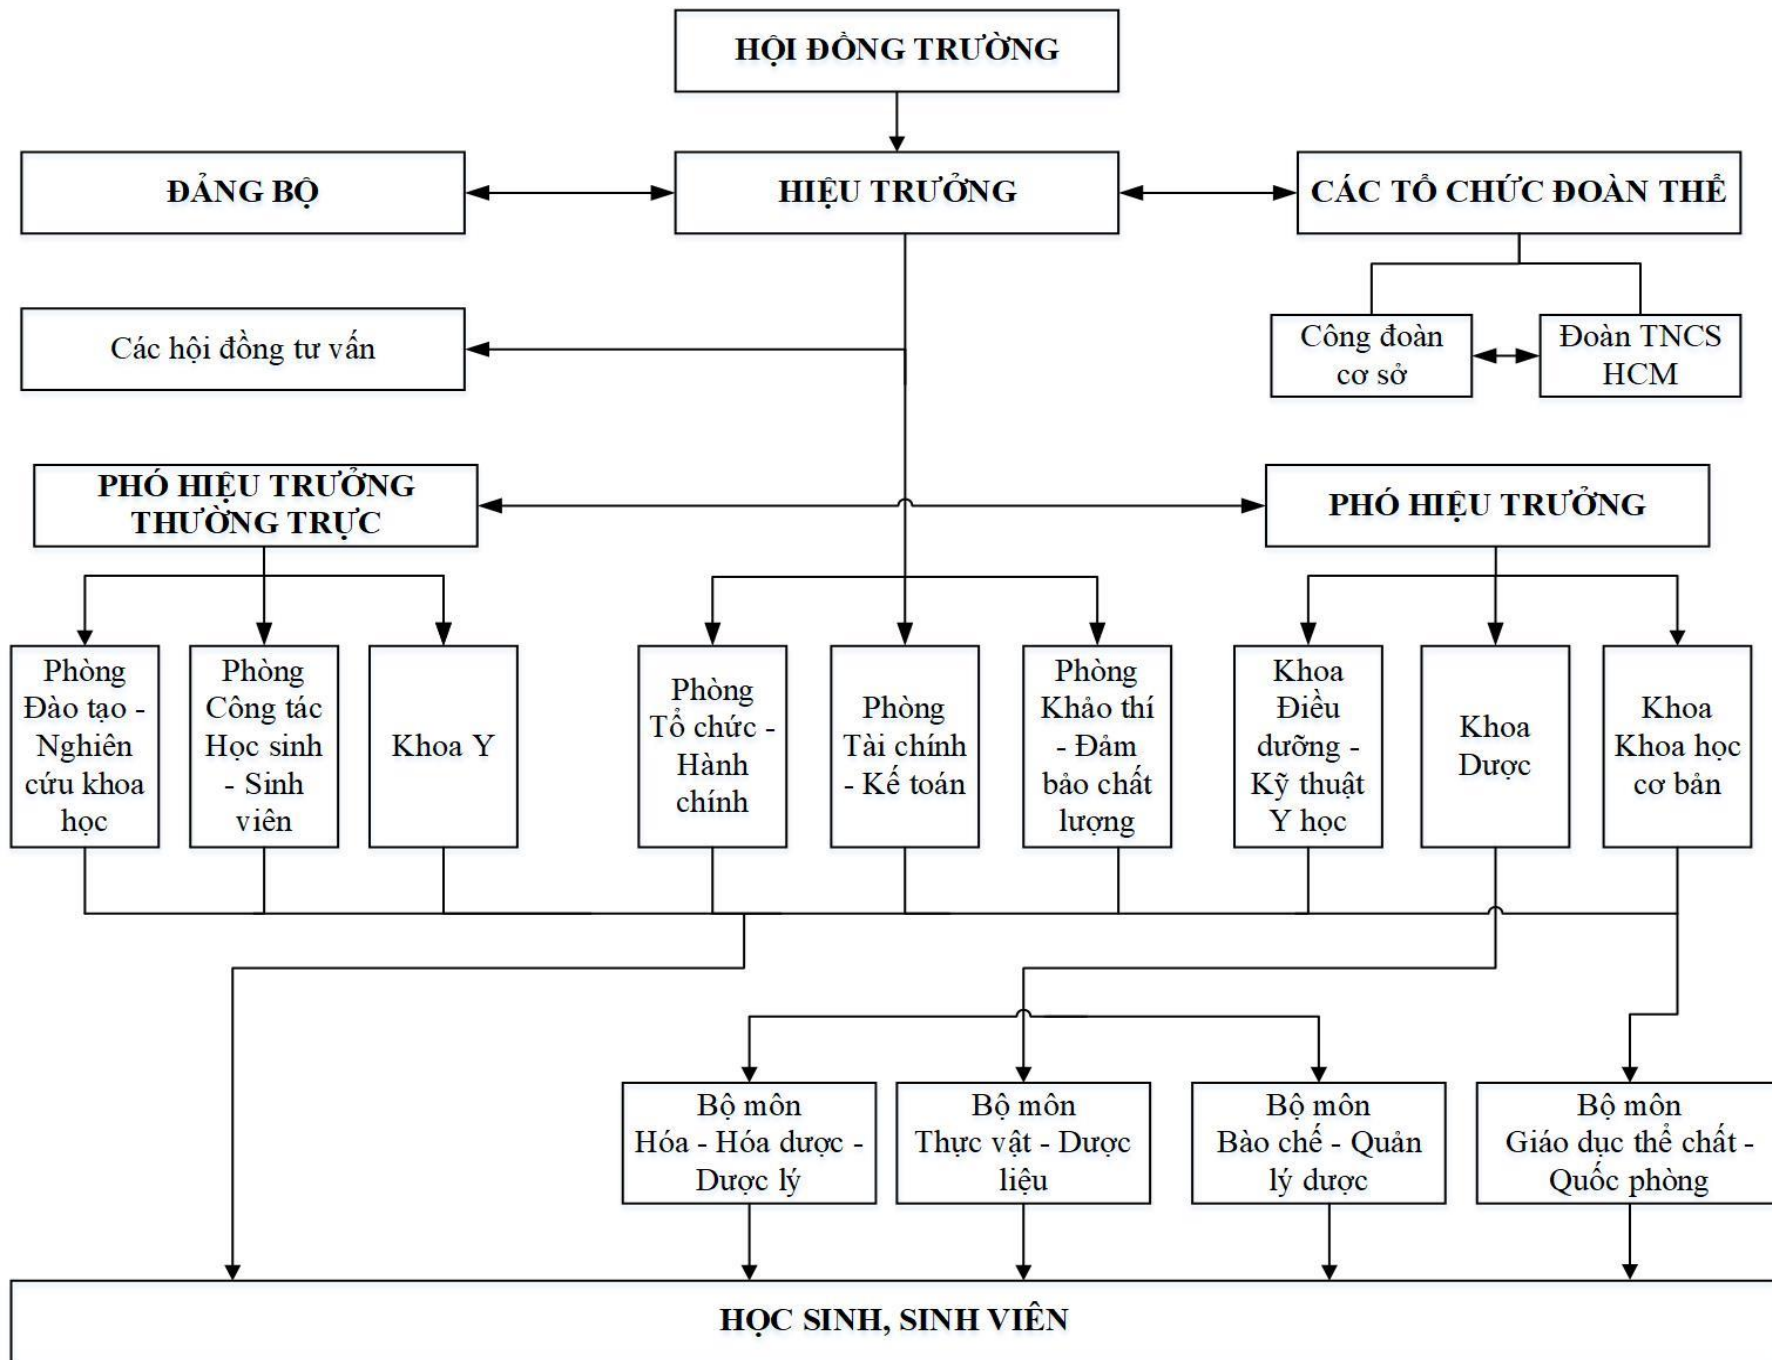 HỘI ĐỒNG TRƯỜNG
ĐẢNG BỘ
HIỆU TRƯỞNG
CÁC TỔ CHỨC ĐOÀN THỂ
Các hội đồng tư vấn
Công đoàn
cơ sở
Đoàn TNCS
HCM
PHÓ HIỆU TRƯỞNG
THƯỜNG TRỰC
PHÓ HIỆU TRƯỞNG
Phòng
Đào tạo -
Nghiên
cứu khoa
học
Phòng
Công tác
Học sinh
- Sinh
viên
Khoa Y
Phòng
Tổ chức -
Hành
chính
Phòng
Tài chính
- Kế toán
Phòng
Khảo thí
- Đảm
bảo chất
lượng
Khoa
Điều
dưỡng -
Kỹ thuật
Y học
Khoa
Dược
Khoa
Khoa học
cơ bản
Bộ môn
Hóa - Hóa dược -
Dược lý
Bộ môn
Thực vật - Dược
liệu
Bộ môn
Bào chế - Quản
lý dược
Bộ môn
Giáo dục thể chất -
Quốc phòng
HỌC SINH, SINH VIÊN